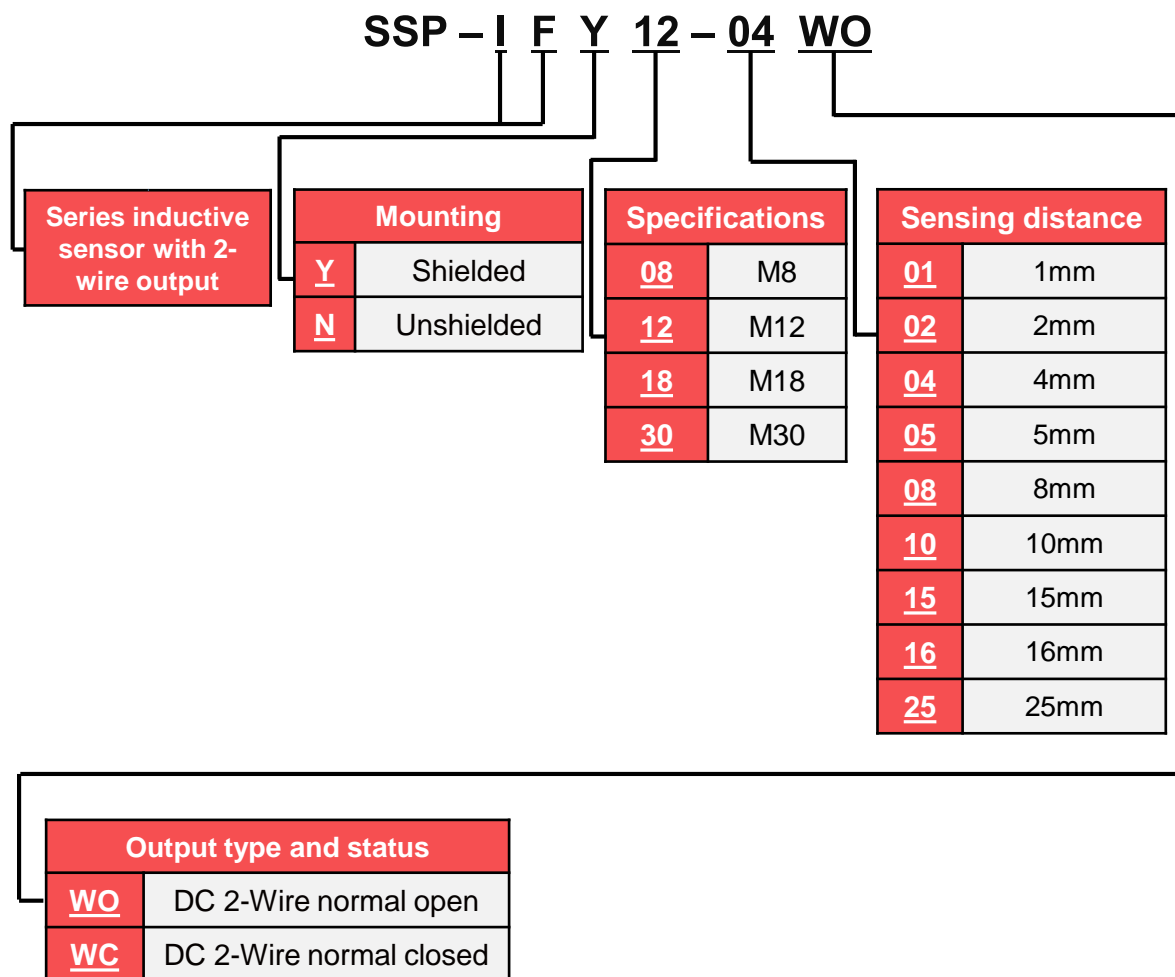 SSP – I F Y 12 – 04 WO
Series inductive
sensor with 2-
wire output
Mounting
Y Shielded
N Unshielded
Specifications
08 M8
12 M12
18 M18
30 M30
Sensing distance
01 1mm
02 2mm
04 4mm
05 5mm
08 8mm
10 10mm
15 15mm
16 16mm
25 25mm
Output type and status
WO DC 2-Wire normal open
WC DC 2-Wire normal closed